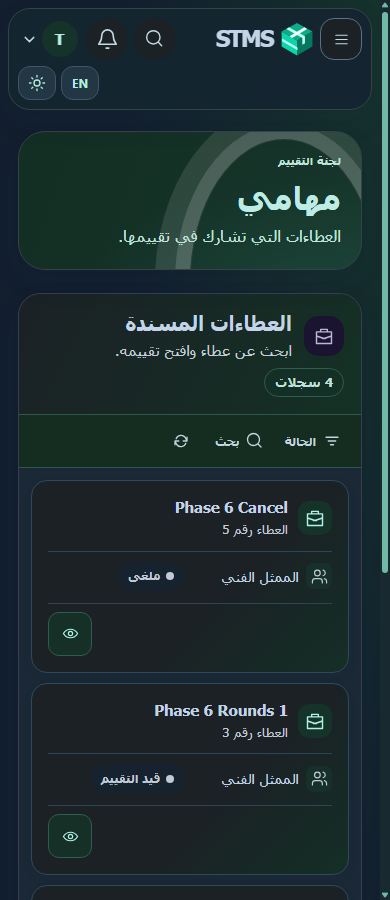 STMS
T
EN
لجنة التقييم
مهامي
العطاءات التي تشارك في تقييمها.
العطاءات المسندة
ابحث عن عطاء وافتح تقييمه.
4 سجلات
الحالة
بحث
Phase 6 Cancel
العطاء رقم 5
الممثل الفني
ملغى
Phase 6 Rounds 1
العطاء رقم 3
الممثل الفني
قيد التقييم